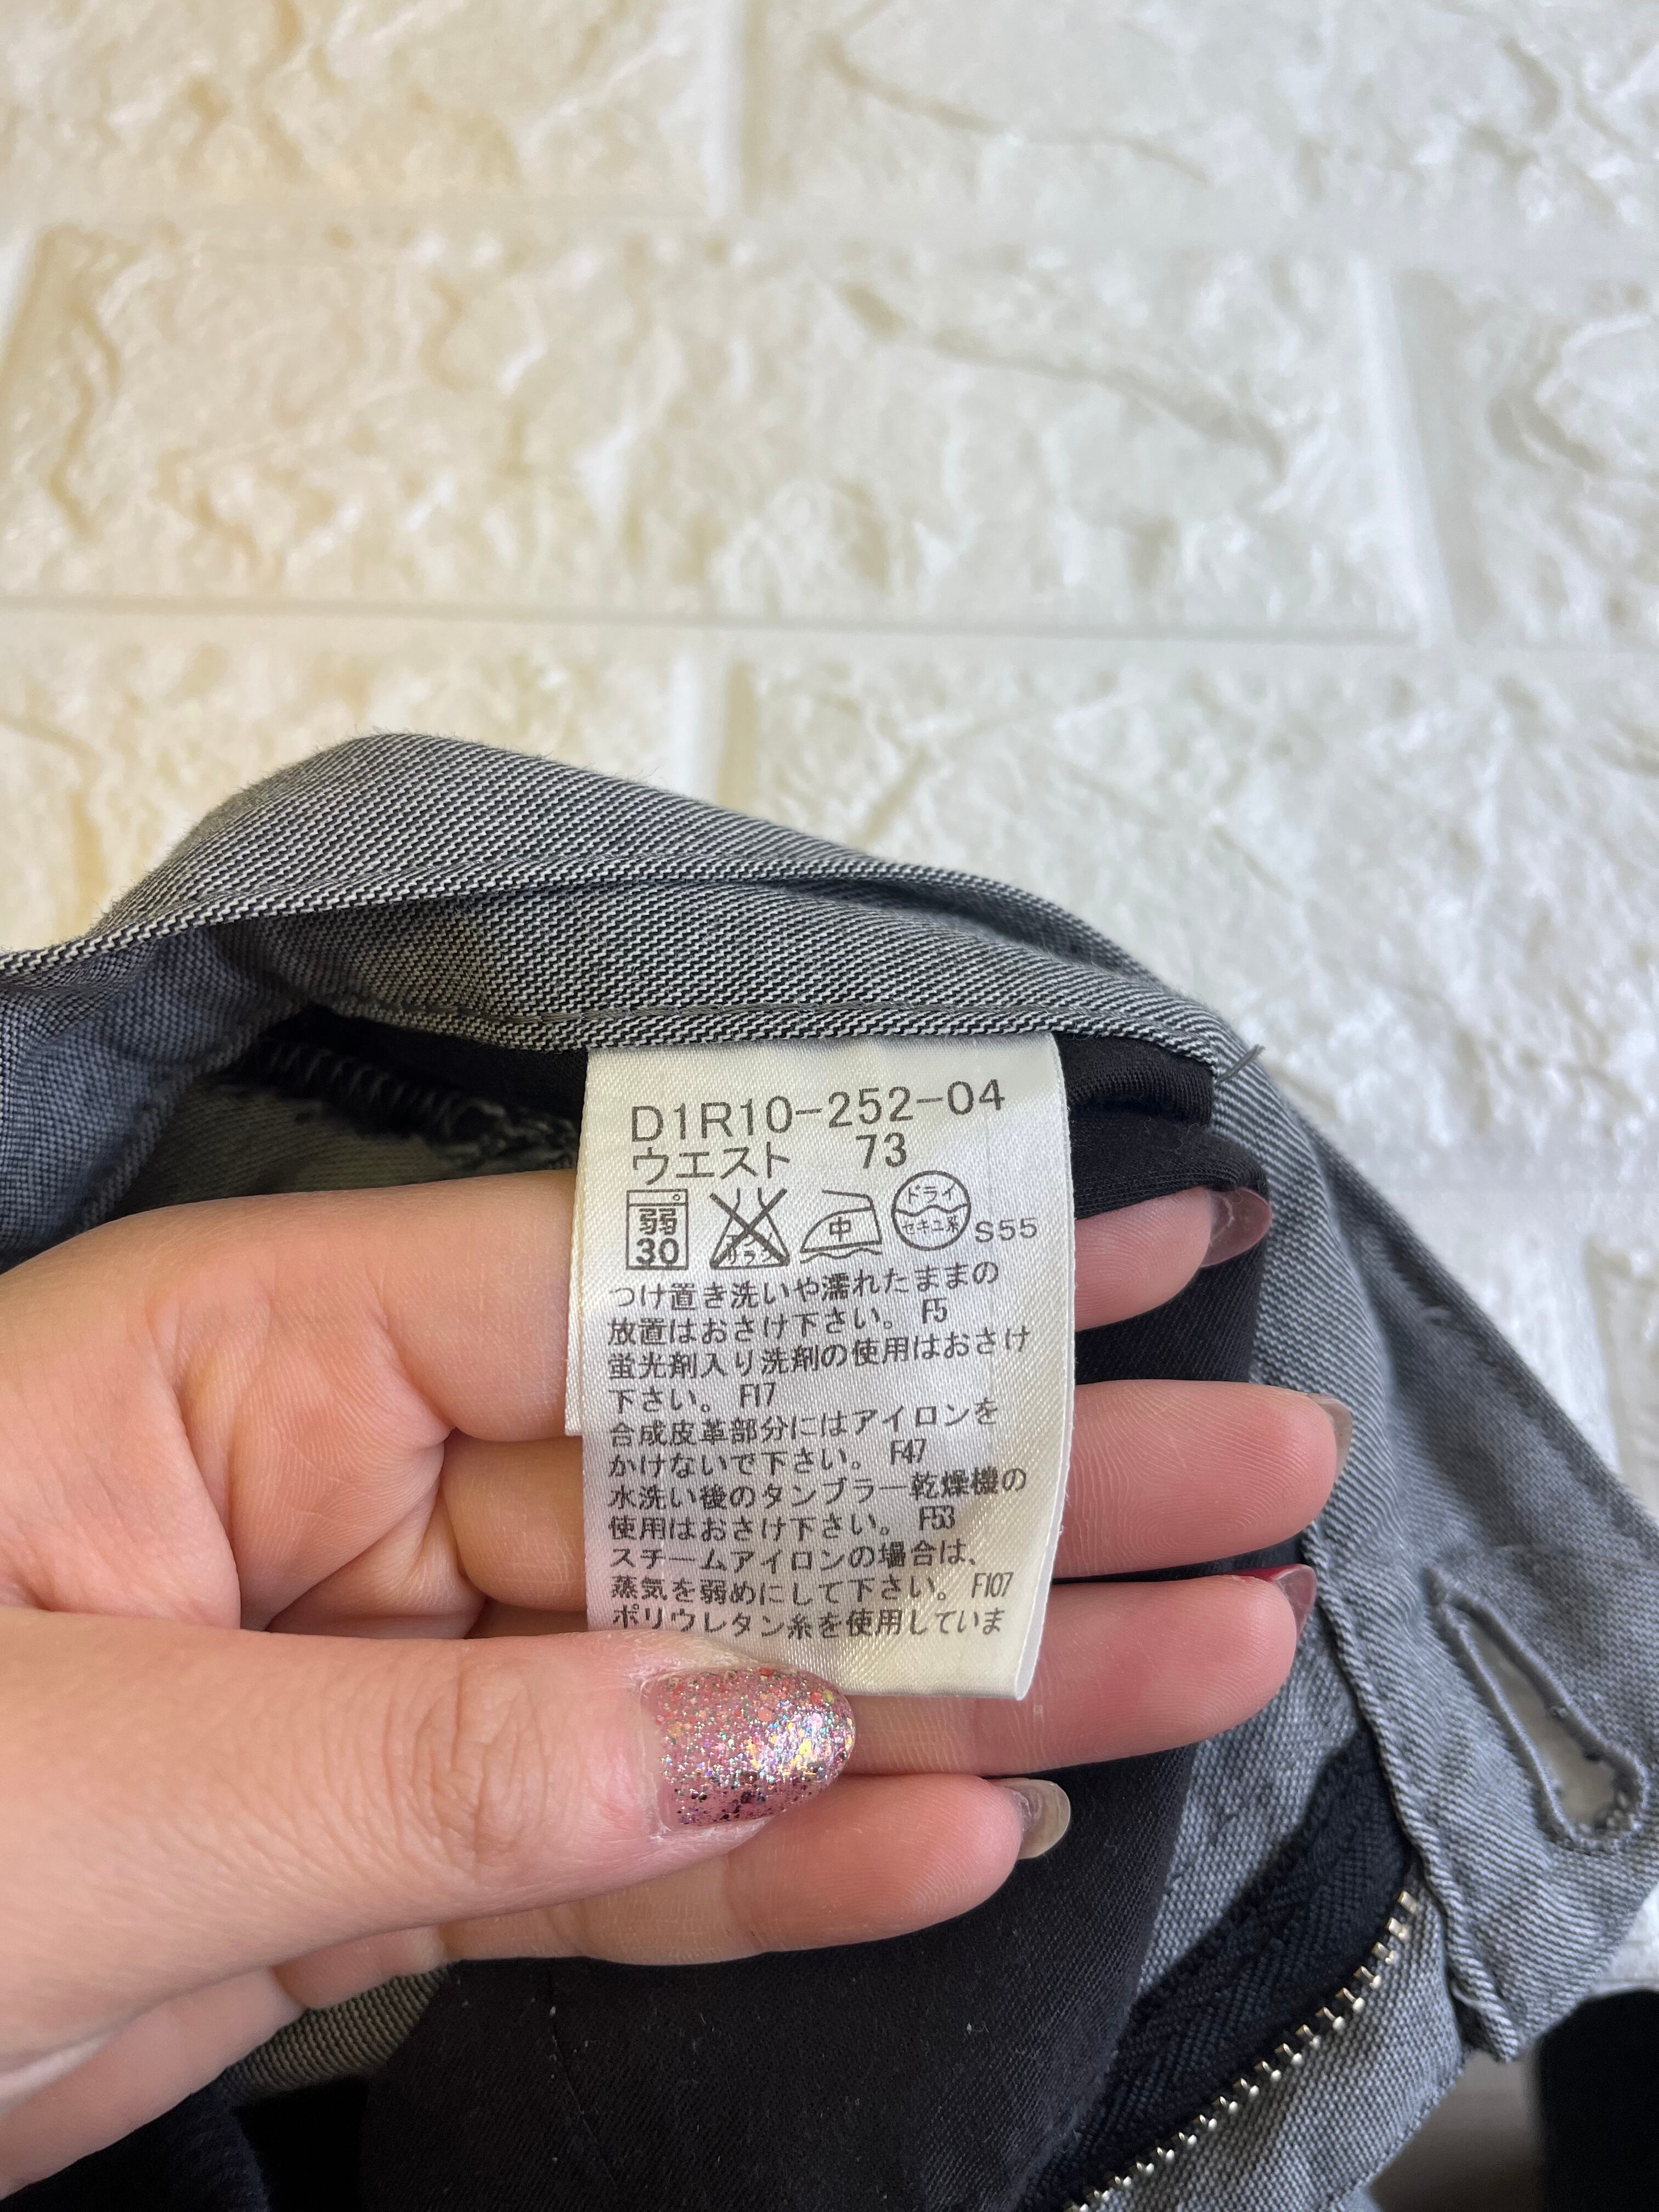 D1R10-252-04
ウエスト 73
弱 30 エンソサラシ 中 ドライ セキユ系 S55
つけ置き洗いや濡れたままの
放置はおさけ下さい。 F5
蛍光剤入り洗剤の使用はおさけ
下さい。 F17
合成皮革部分にはアイロンを
かけないで下さい。 F47
水洗い後のタンブラー乾燥機の
使用はおさけ下さい。 F53
スチームアイロンの場合は、
蒸気を弱めにして下さい。 F107
ポリウレタン糸を使用していま